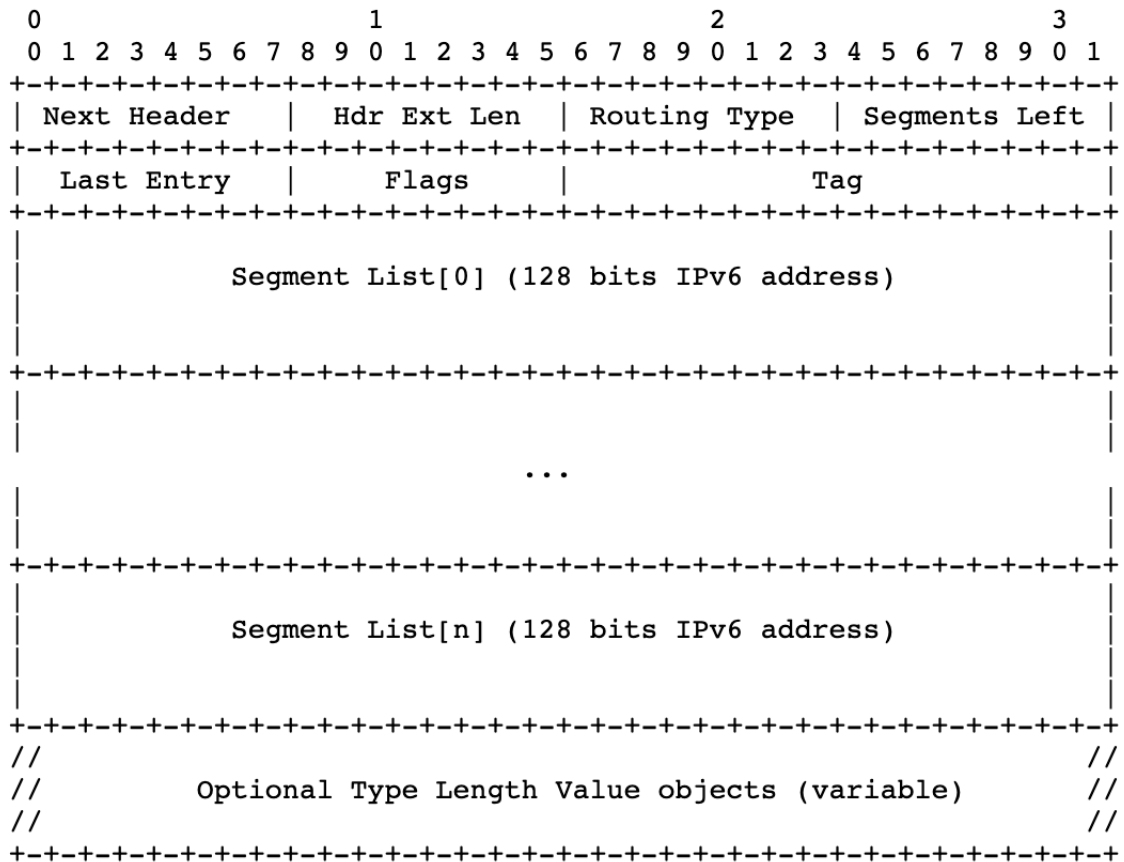 0                   1                   2                   3
 0 1 2 3 4 5 6 7 8 9 0 1 2 3 4 5 6 7 8 9 0 1 2 3 4 5 6 7 8 9 0 1
+-+-+-+-+-+-+-+-+-+-+-+-+-+-+-+-+-+-+-+-+-+-+-+-+-+-+-+-+-+-+-+-+
| Next Header   |  Hdr Ext Len  | Routing Type  | Segments Left |
+-+-+-+-+-+-+-+-+-+-+-+-+-+-+-+-+-+-+-+-+-+-+-+-+-+-+-+-+-+-+-+-+
|  Last Entry   |     Flags     |              Tag              |
+-+-+-+-+-+-+-+-+-+-+-+-+-+-+-+-+-+-+-+-+-+-+-+-+-+-+-+-+-+-+-+-+
|                                                               |
|            Segment List[0] (128 bits IPv6 address)            |
|                                                               |
|                                                               |
+-+-+-+-+-+-+-+-+-+-+-+-+-+-+-+-+-+-+-+-+-+-+-+-+-+-+-+-+-+-+-+-+
|                                                               |
|                                                               |
                              ...
|                                                               |
|                                                               |
+-+-+-+-+-+-+-+-+-+-+-+-+-+-+-+-+-+-+-+-+-+-+-+-+-+-+-+-+-+-+-+-+
|                                                               |
|            Segment List[n] (128 bits IPv6 address)            |
|                                                               |
|                                                               |
+-+-+-+-+-+-+-+-+-+-+-+-+-+-+-+-+-+-+-+-+-+-+-+-+-+-+-+-+-+-+-+-+
//                                                             //
//         Optional Type Length Value objects (variable)       //
//                                                             //
+-+-+-+-+-+-+-+-+-+-+-+-+-+-+-+-+-+-+-+-+-+-+-+-+-+-+-+-+-+-+-+-+